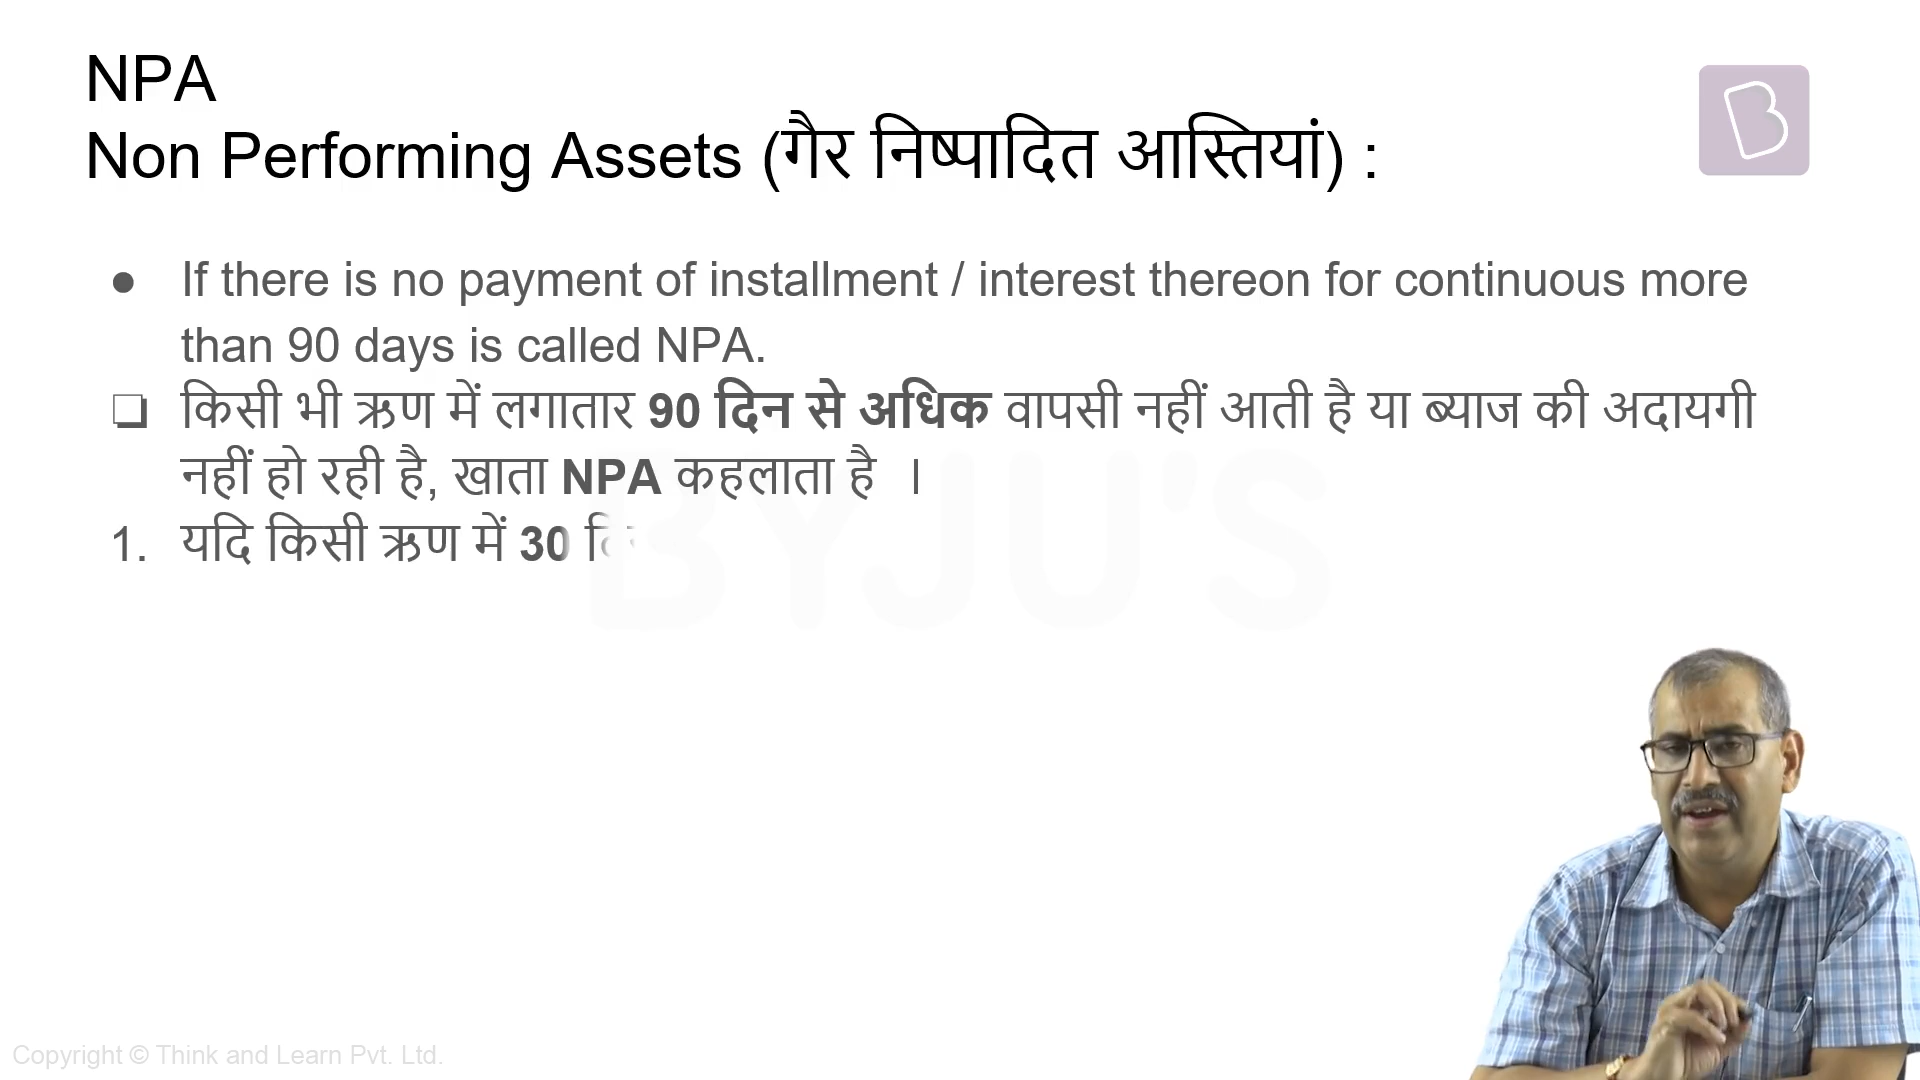 NPA
Non Performing Assets (गैर निष्पादित आस्तियां) :
● If there is no payment of installment / interest thereon for continuous more
than 90 days is called NPA.
❏ किसी भी ऋण में लगातार 90 दिन से अधिक वापसी नहीं आती है या ब्याज की अदायगी
नहीं हो रही है, खाता NPA कहलाता है ।
1. यदि किसी ऋण में 30
BYJU'S
Copyright © Think and Learn Pvt. Ltd.